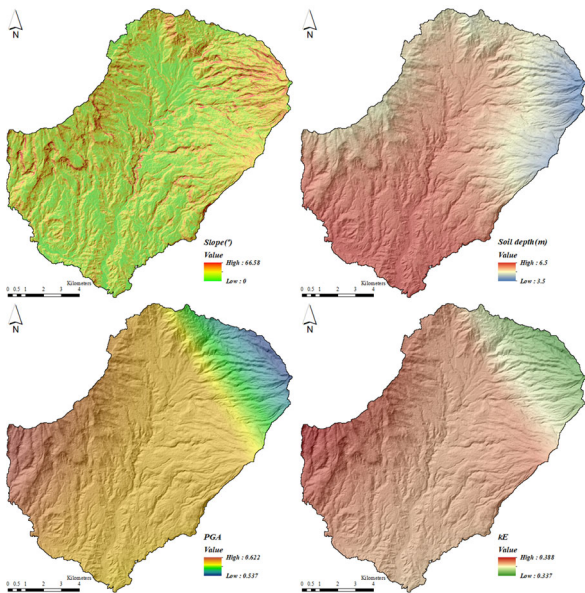 N
Slope(°)
Value
High : 66.58
Low : 0
Kilometers
0 0.5 1 2 3 4
N
Soil depth(m)
Value
High : 6.5
Low : 3.5
Kilometers
0 0.5 1 2 3 4
N
PGA
Value
High : 0.622
Low : 0.537
Kilometers
0 0.5 1 2 3 4
N
kE
Value
High : 0.388
Low : 0.337
Kilometers
0 0.5 1 2 3 4